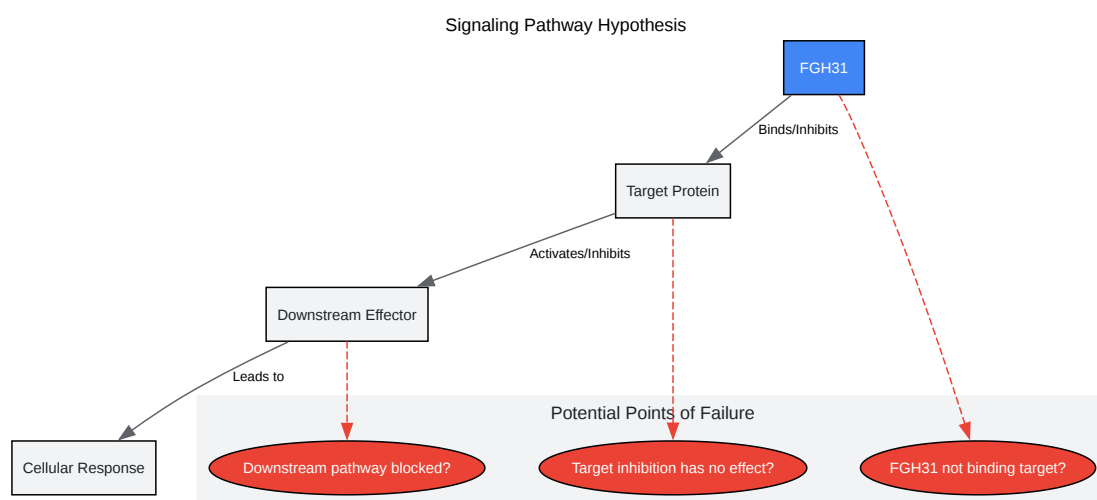 Signaling Pathway Hypothesis
FGH31
Binds/Inhibits
Target Protein
Activates/Inhibits
Downstream Effector
Leads to
Potential Points of Failure
Cellular Response
Downstream pathway blocked?
Target inhibition has no effect?
FGH31 not binding target?